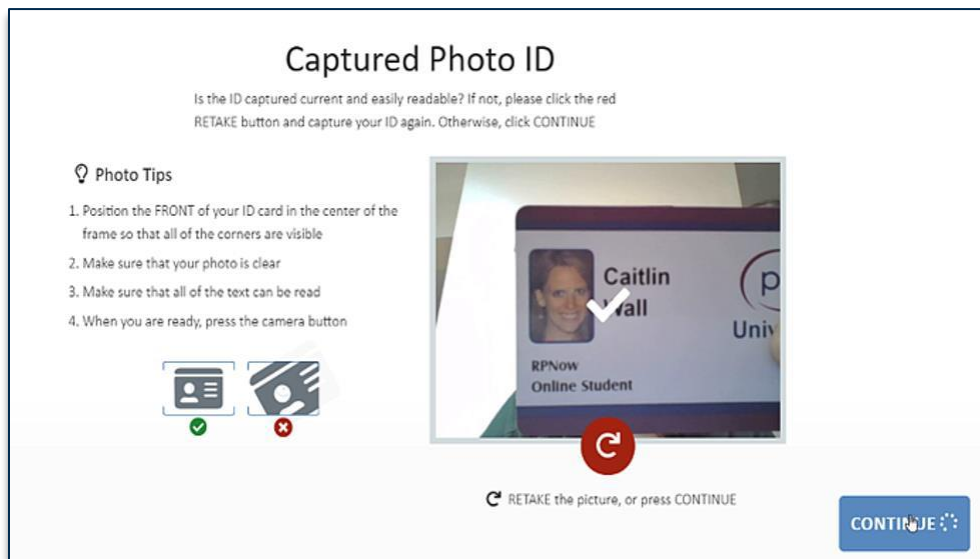 Captured Photo ID
Is the ID captured current and easily readable? If not, please click the red
RETAKE button and capture your ID again. Otherwise, click CONTINUE
Photo Tips
1. Position the FRONT of your ID card in the center of the
frame so that all of the corners are visible
2. Make sure that your photo is clear
3. Make sure that all of the text can be read
4. When you are ready, press the camera button
Caitlin
Wall
RPNow
Online Student
RETAKE the picture, or press CONTINUE
CONTINUE